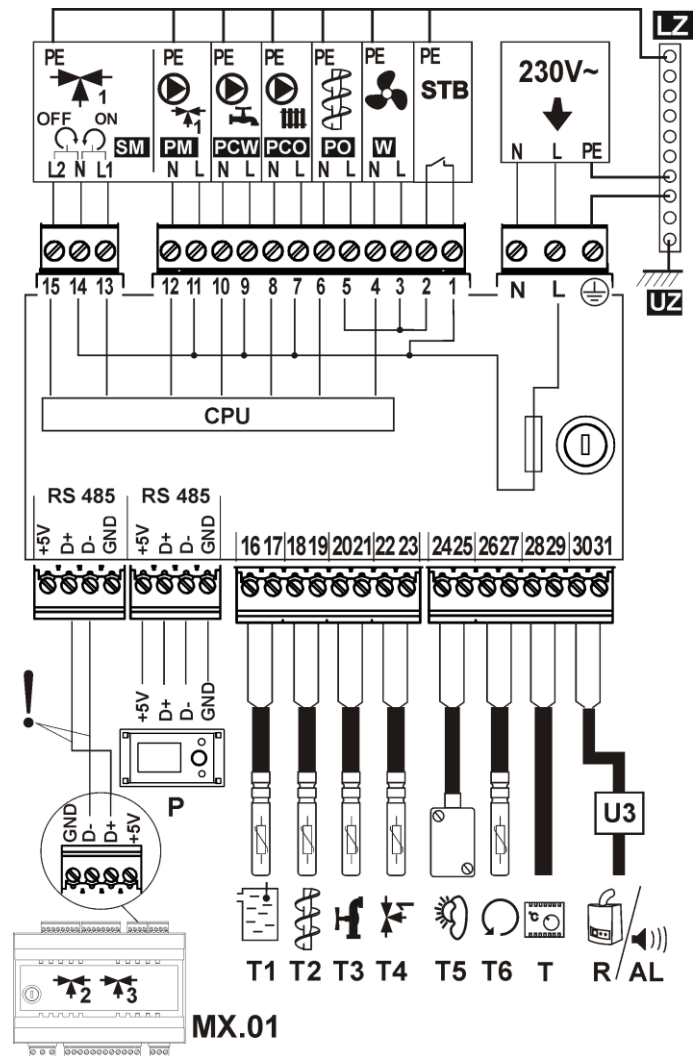 LZ
PE PE PE PE PE PE PE
230V~
1 1 STB
OFF ON
SM PM PCW PCO PO W
L2 N L1 N L N L N L N L N L N L PE
UZ
15 14 13 12 11 10 9 8 7 6 5 4 3 2 1 N L
CPU
RS 485 RS 485
+5V D+ D- GND +5V D+ D- GND
16 17 18 19 20 21 22 23 24 25 26 27 28 29 30 31
!
+5V D+ D- GND
P
U3
GND D- D+ +5V
1 °C
T1 T2 T3 T4 T5 T6 T R / AL
2 3
MX.01